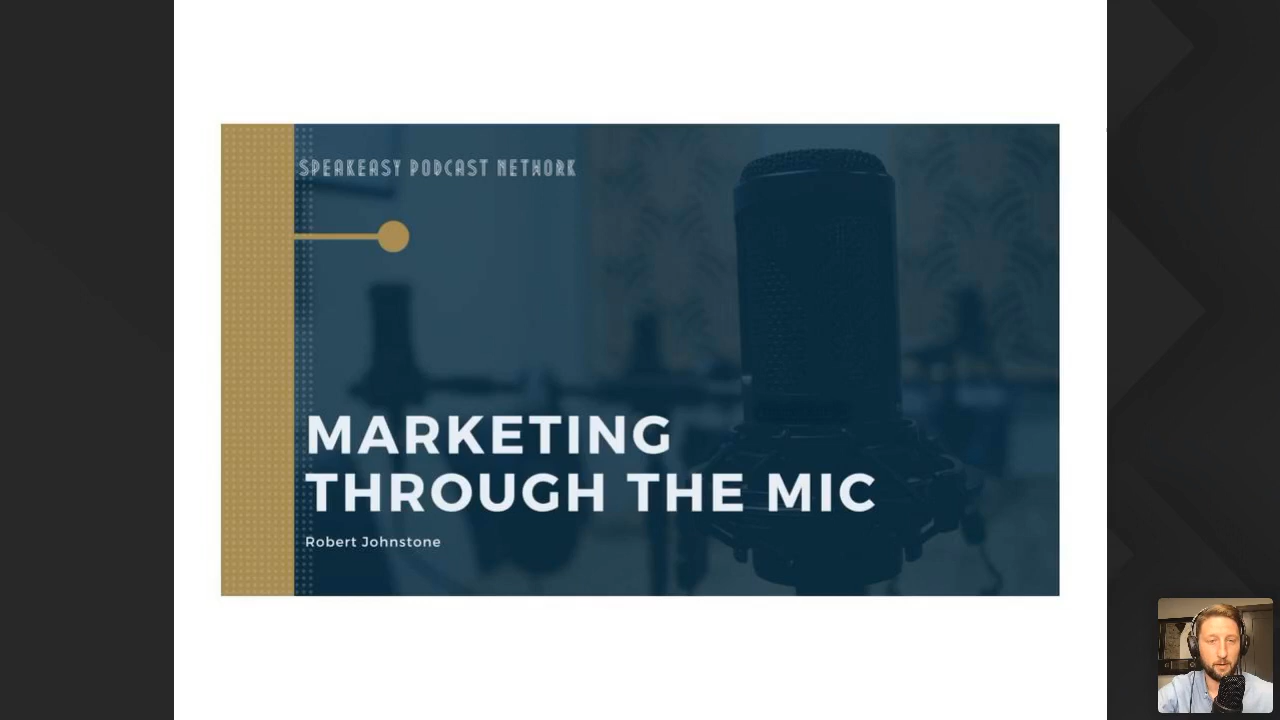 SPEAKEASY PODCAST NETWORK
MARKETING
THROUGH THE MIC
Robert Johnstone